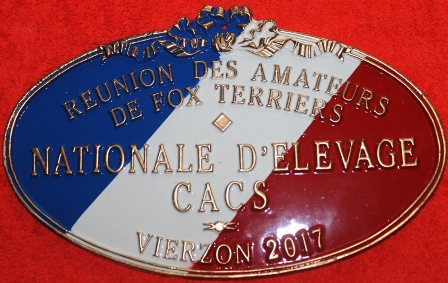 REUNION DES AMATEURS
DE FOX TERRIERS
NATIONALE D'ELEVAGE
CACS
VIERZON 2017